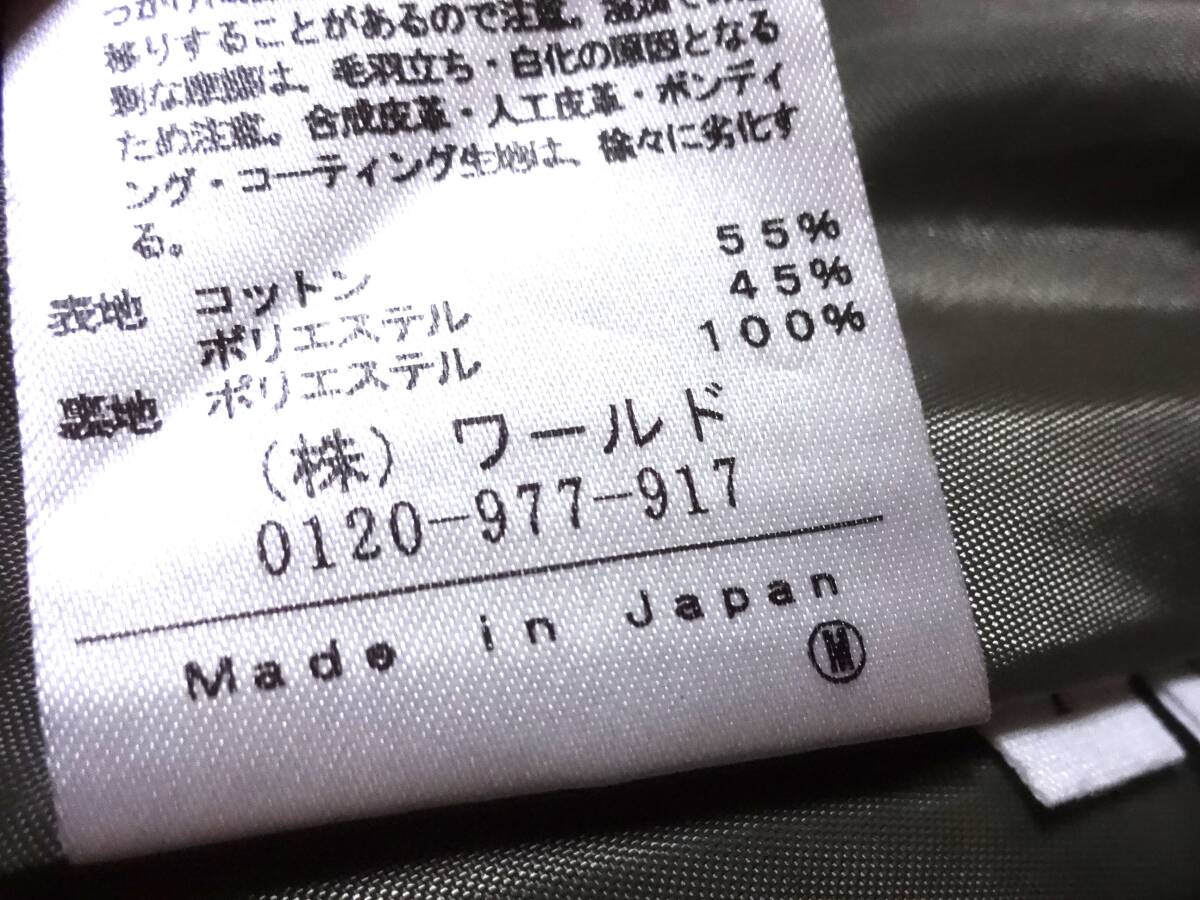 移りすることがあるので注意。
剰な摩擦は、毛羽立ち・白化の原因となる
ため注意。合成皮革・人工皮革・ボンディ
ング・コーティング生地は、徐々に劣化す
る。
表地 コットン 55%
ポリエステル 45%
裏地 ポリエステル 100%
(株) ワールド
0120-977-917
Made in Japan
M